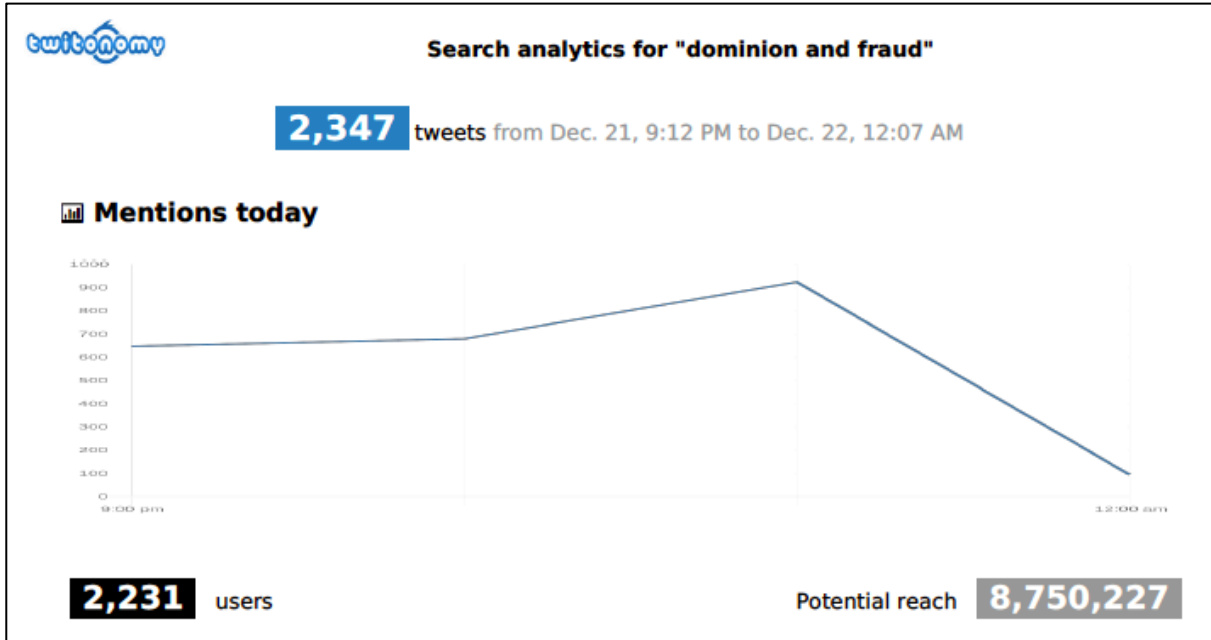 twitonomy
Search analytics for "dominion and fraud"
2,347 tweets from Dec. 21, 9:12 PM to Dec. 22, 12:07 AM
Mentions today
1000
900
800
700
600
500
400
300
200
100
0
9:00 pm 12:00 am
2,231 users Potential reach 8,750,227